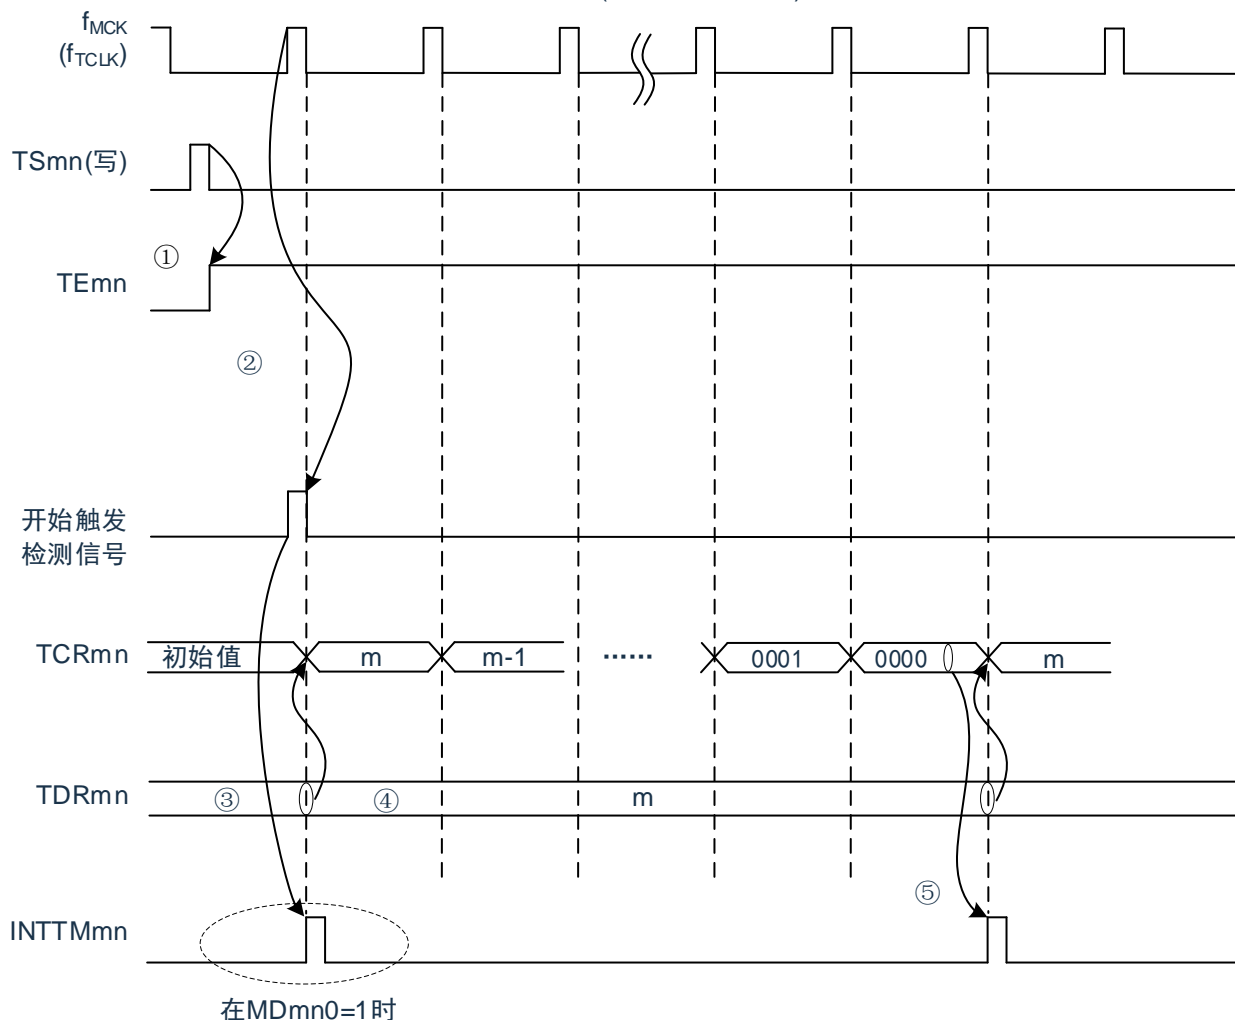 fMCK
(fTCLK)
TSmn(写)
①
TEmn
②
开始触发
检测信号
TCRmn 初始值 m m-1 ...... 0001 0000 m
TDRmn ③ ④ m
⑤
INTTMmn
在MDmn0=1时